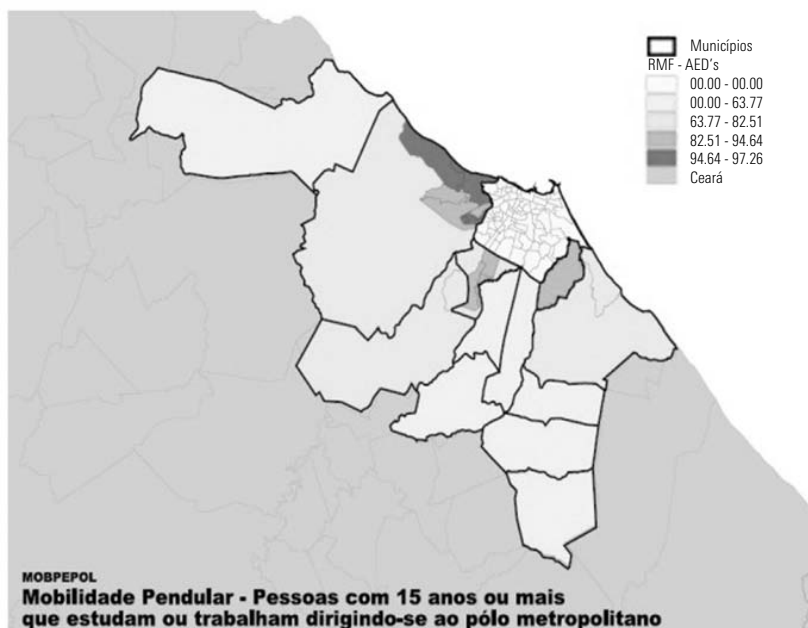 Municípios
RMF - AED's
00.00 - 00.00
00.00 - 63.77
63.77 - 82.51
82.51 - 94.64
94.64 - 97.26
Ceará
MOBPEPOL
Mobilidade Pendular - Pessoas com 15 anos ou mais
que estudam ou trabalham dirigindo-se ao pólo metropolitano